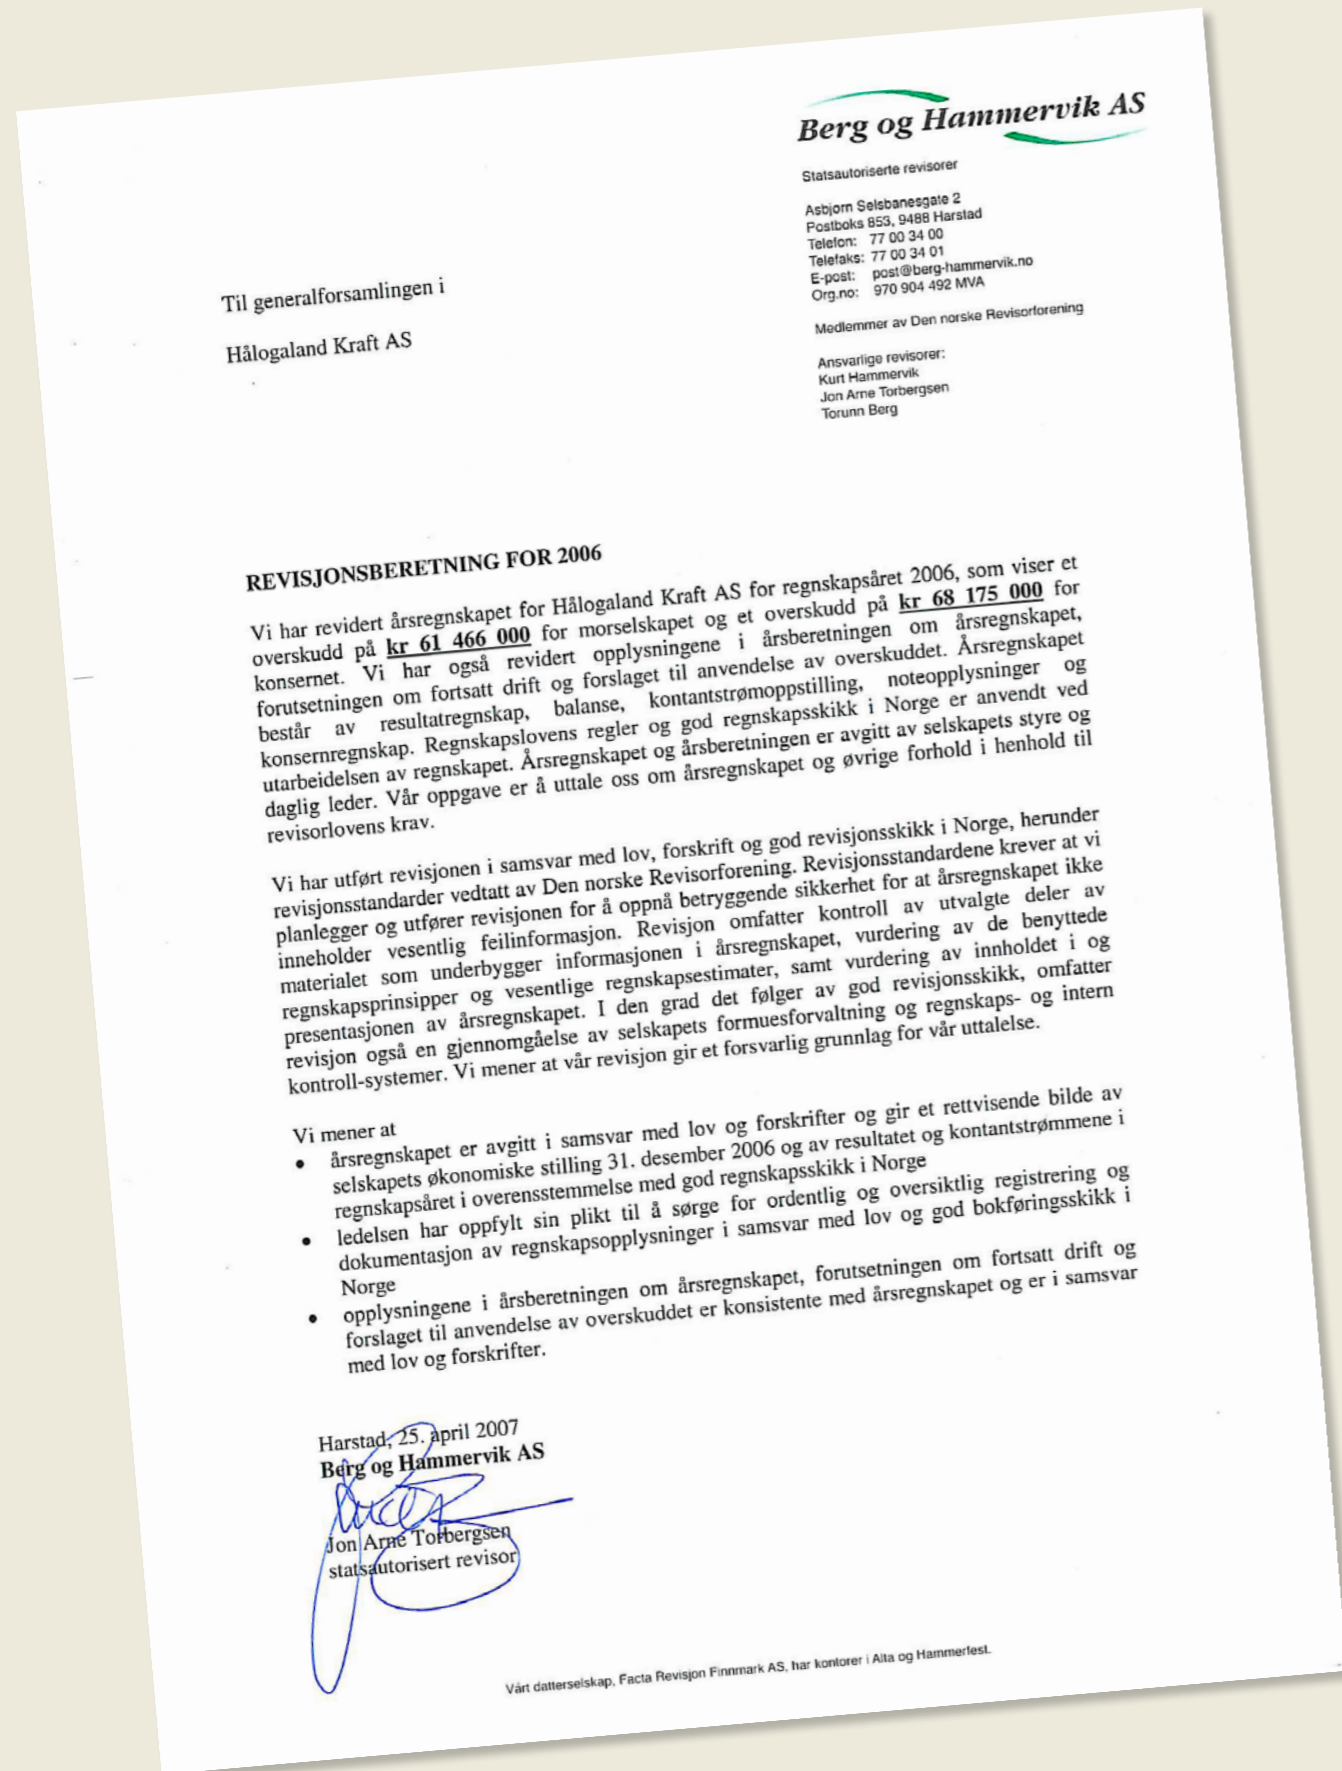 Berg og Hammervik AS
Statsautoriserte revisorer
Asbjørn Selsbanesgate 2
Postboks 853, 9488 Harstad
Telefon: 77 00 34 00
Telefaks: 77 00 34 01
E-post: post@berg-hammervik.no
Org.no: 970 904 492 MVA
Medlemmer av Den norske Revisorforening
Ansvarlige revisorer:
Kurt Hammervik
Jon Arne Torbergsen
Torunn Berg
Til generalforsamlingen i
Hålogaland Kraft AS
REVISJONSBERETNING FOR 2006
Vi har revidert årsregnskapet for Hålogaland Kraft AS for regnskapsåret 2006, som viser et
overskudd på kr 61 466 000 for morselskapet og et overskudd på kr 68 175 000 for
konsernet. Vi har også revidert opplysningene i årsberetningen om årsregnskapet,
forutsetningen om fortsatt drift og forslaget til anvendelse av overskuddet. Årsregnskapet
består av resultatregnskap, balanse, kontantstrømoppstilling, noteopplysninger og
konsernregnskap. Regnskapslovens regler og god regnskapsskikk i Norge er anvendt ved
utarbeidelsen av regnskapet. Årsregnskapet og årsberetningen er avgitt av selskapets styre og
daglig leder. Vår oppgave er å uttale oss om årsregnskapet og øvrige forhold i henhold til
revisorlovens krav.
Vi har utført revisjonen i samsvar med lov, forskrift og god revisjonsskikk i Norge, herunder
revisjonsstandarder vedtatt av Den norske Revisorforening. Revisjonsstandardene krever at vi
planlegger og utfører revisjonen for å oppnå betryggende sikkerhet for at årsregnskapet ikke
inneholder vesentlig feilinformasjon. Revisjon omfatter kontroll av utvalgte deler av
materialet som underbygger informasjonen i årsregnskapet, vurdering av de benyttede
regnskapsprinsipper og vesentlige regnskapsestimater, samt vurdering av innholdet i og
presentasjonen av årsregnskapet. I den grad det følger av god revisjonsskikk, omfatter
revisjon også en gjennomgåelse av selskapets formuesforvaltning og regnskaps- og intern
kontroll-systemer. Vi mener at vår revisjon gir et forsvarlig grunnlag for vår uttalelse.
Vi mener at
• årsregnskapet er avgitt i samsvar med lov og forskrifter og gir et rettvisende bilde av
selskapets økonomiske stilling 31. desember 2006 og av resultatet og kontantstrømmene i
regnskapsåret i overensstemmelse med god regnskapsskikk i Norge
• ledelsen har oppfylt sin plikt til å sørge for ordentlig og oversiktlig registrering og
dokumentasjon av regnskapsopplysninger i samsvar med lov og god bokføringsskikk i
Norge
• opplysningene i årsberetningen om årsregnskapet, forutsetningen om fortsatt drift og
forslaget til anvendelse av overskuddet er konsistente med årsregnskapet og er i samsvar
med lov og forskrifter.
Harstad, 25. april 2007
Berg og Hammervik AS
Jon Arne Torbergsen
statsautorisert revisor
Vårt datterselskap, Facta Revisjon Finnmark AS, har kontorer i Alta og Hammerfest.